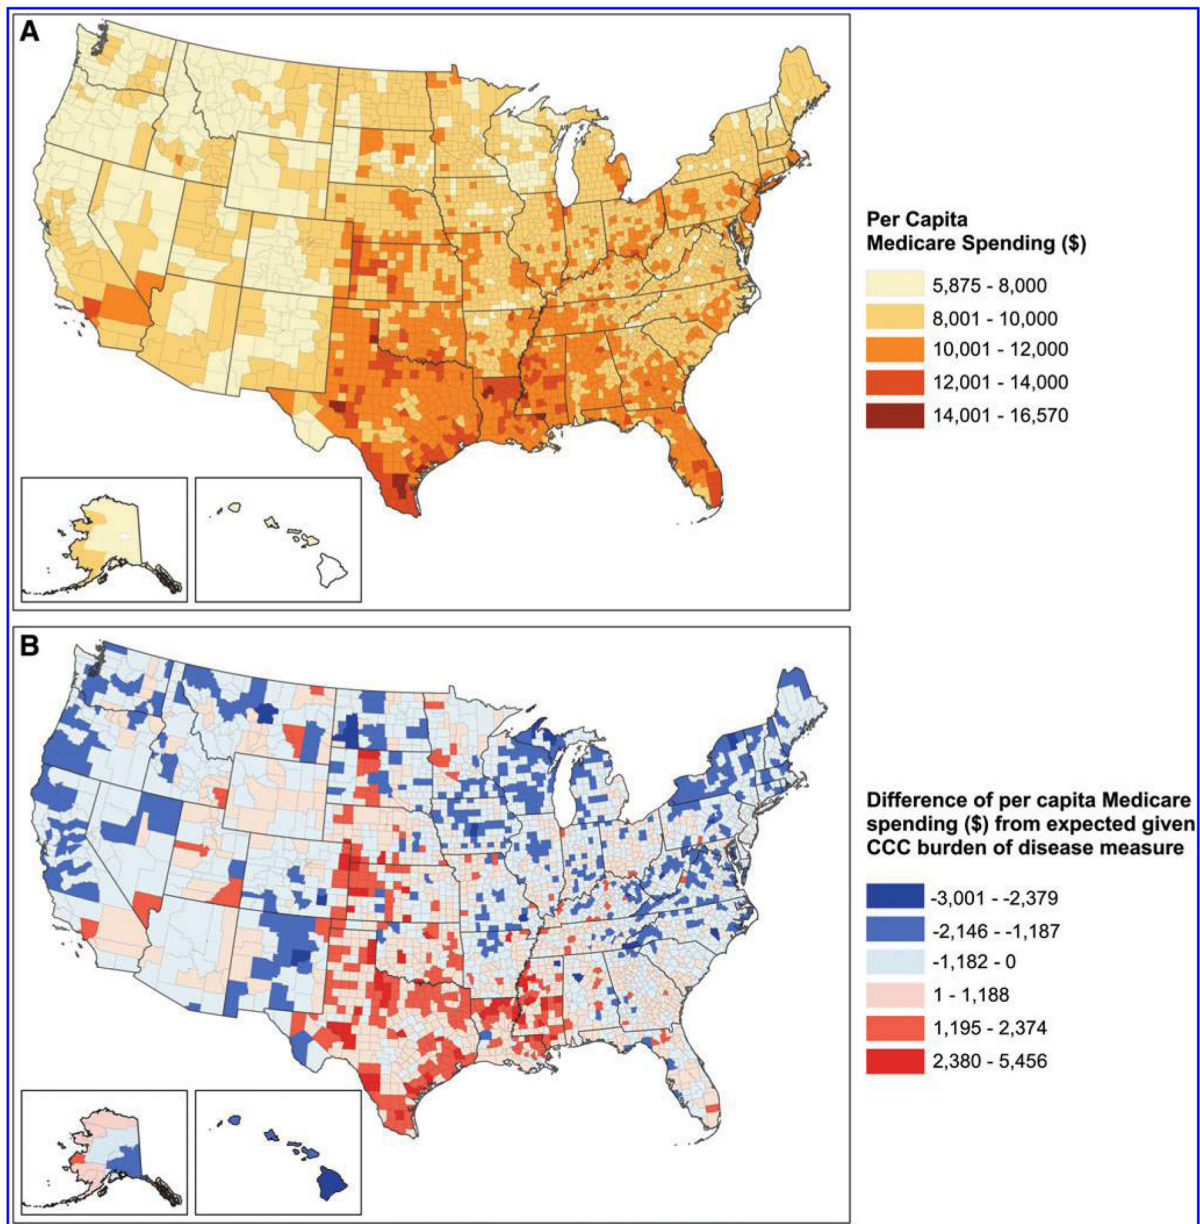 A
Per Capita
Medicare Spending ($)
5,875 - 8,000
8,001 - 10,000
10,001 - 12,000
12,001 - 14,000
14,001 - 16,570
B
Difference of per capita Medicare
spending ($) from expected given
CCC burden of disease measure
-3,001 - -2,379
-2,146 - -1,187
-1,182 - 0
1 - 1,188
1,195 - 2,374
2,380 - 5,456